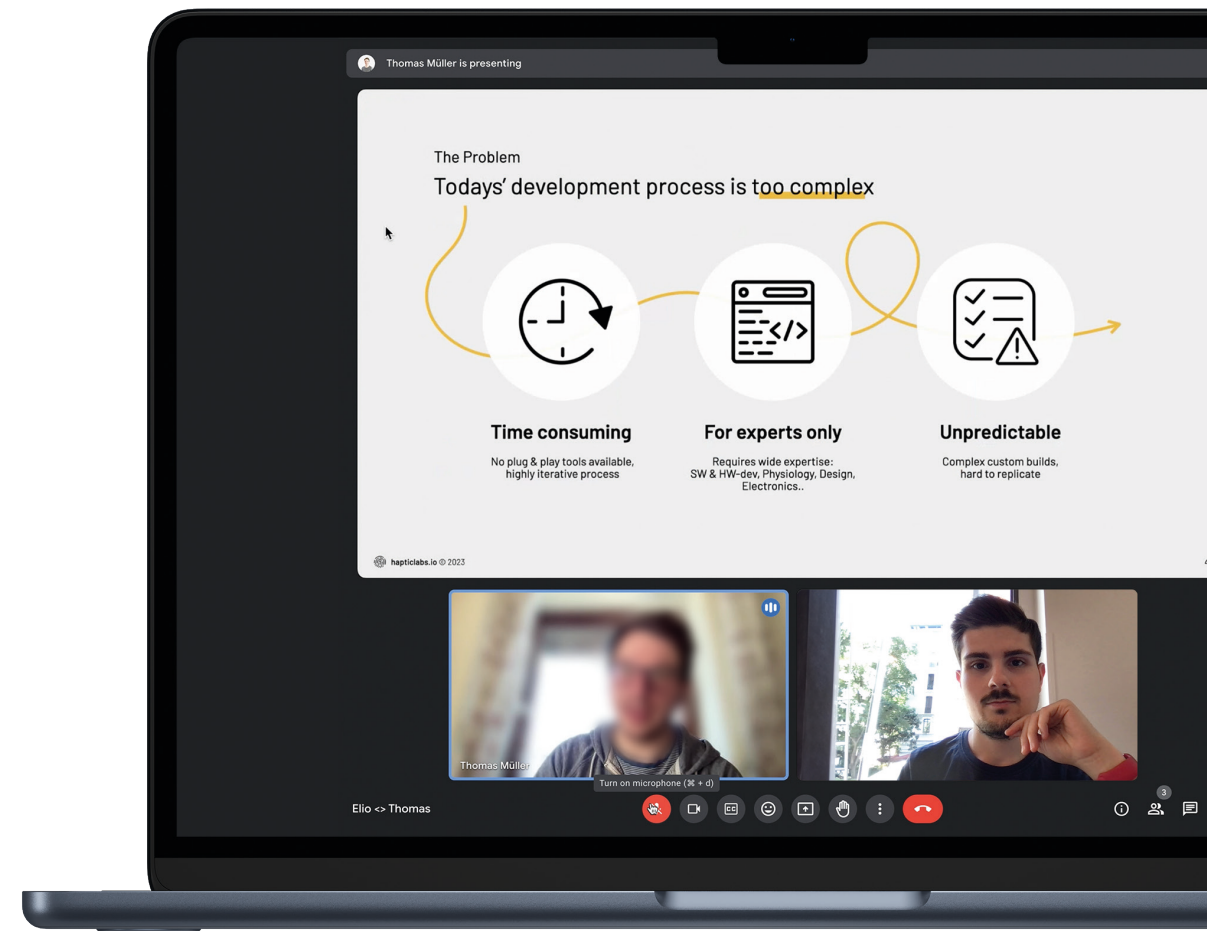 Thomas Müller is presenting
The Problem
Todays’ development process is too complex
</>
Time consuming
No plug & play tools available,
highly iterative process
For experts only
Requires wide expertise:
SW & HW-dev, Physiology, Design,
Electronics..
Unpredictable
Complex custom builds,
hard to replicate
hapticlabs.io © 2023
4
Thomas Müller
Turn on microphone (⌘ + d)
Elio <> Thomas
CC
3